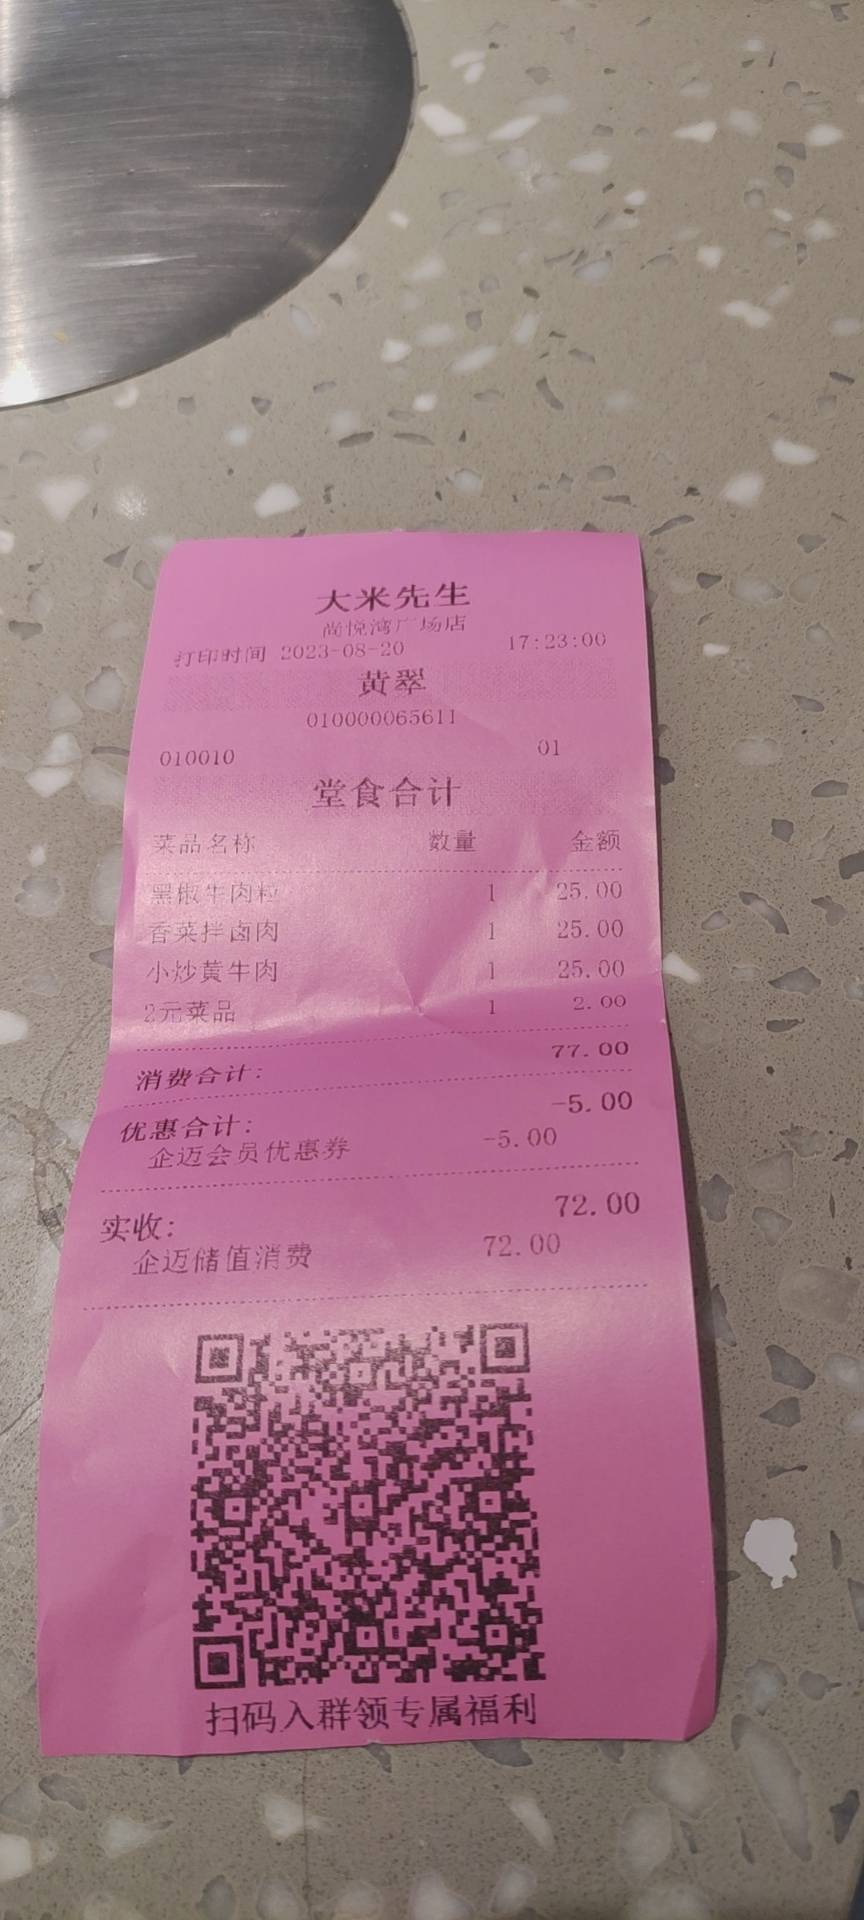 大米先生
尚悦湾广场店
打印时间 2023-08-20 17:23:00
黄翠
010000065611
010010 01
堂食合计
菜品名称 数量 金额
黑椒牛肉粒 1 25.00
香菜拌卤肉 1 25.00
小炒黄牛肉 1 25.00
2元菜品 1 2.00
消费合计: 77.00
优惠合计: -5.00
企迈会员优惠券 -5.00
实收: 72.00
企迈储值消费 72.00
扫码入群领专属福利